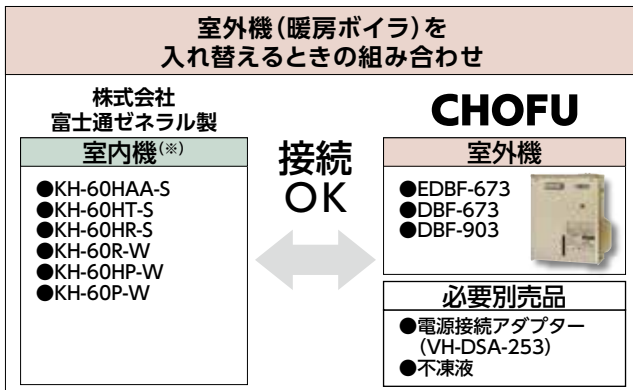 室外機（暖房ボイラ）を
入れ替えるときの組み合わせ
株式会社
富士通ゼネラル製
室内機(※)
●KH-60HAA-S
●KH-60HT-S
●KH-60HR-S
●KH-60R-W
●KH-60HP-W
●KH-60P-W
接続
OK
CHOFU
室外機
●EDBF-673
●DBF-673
●DBF-903
必要別売品
●電源接続アダプター
（VH-DSA-253）
●不凍液